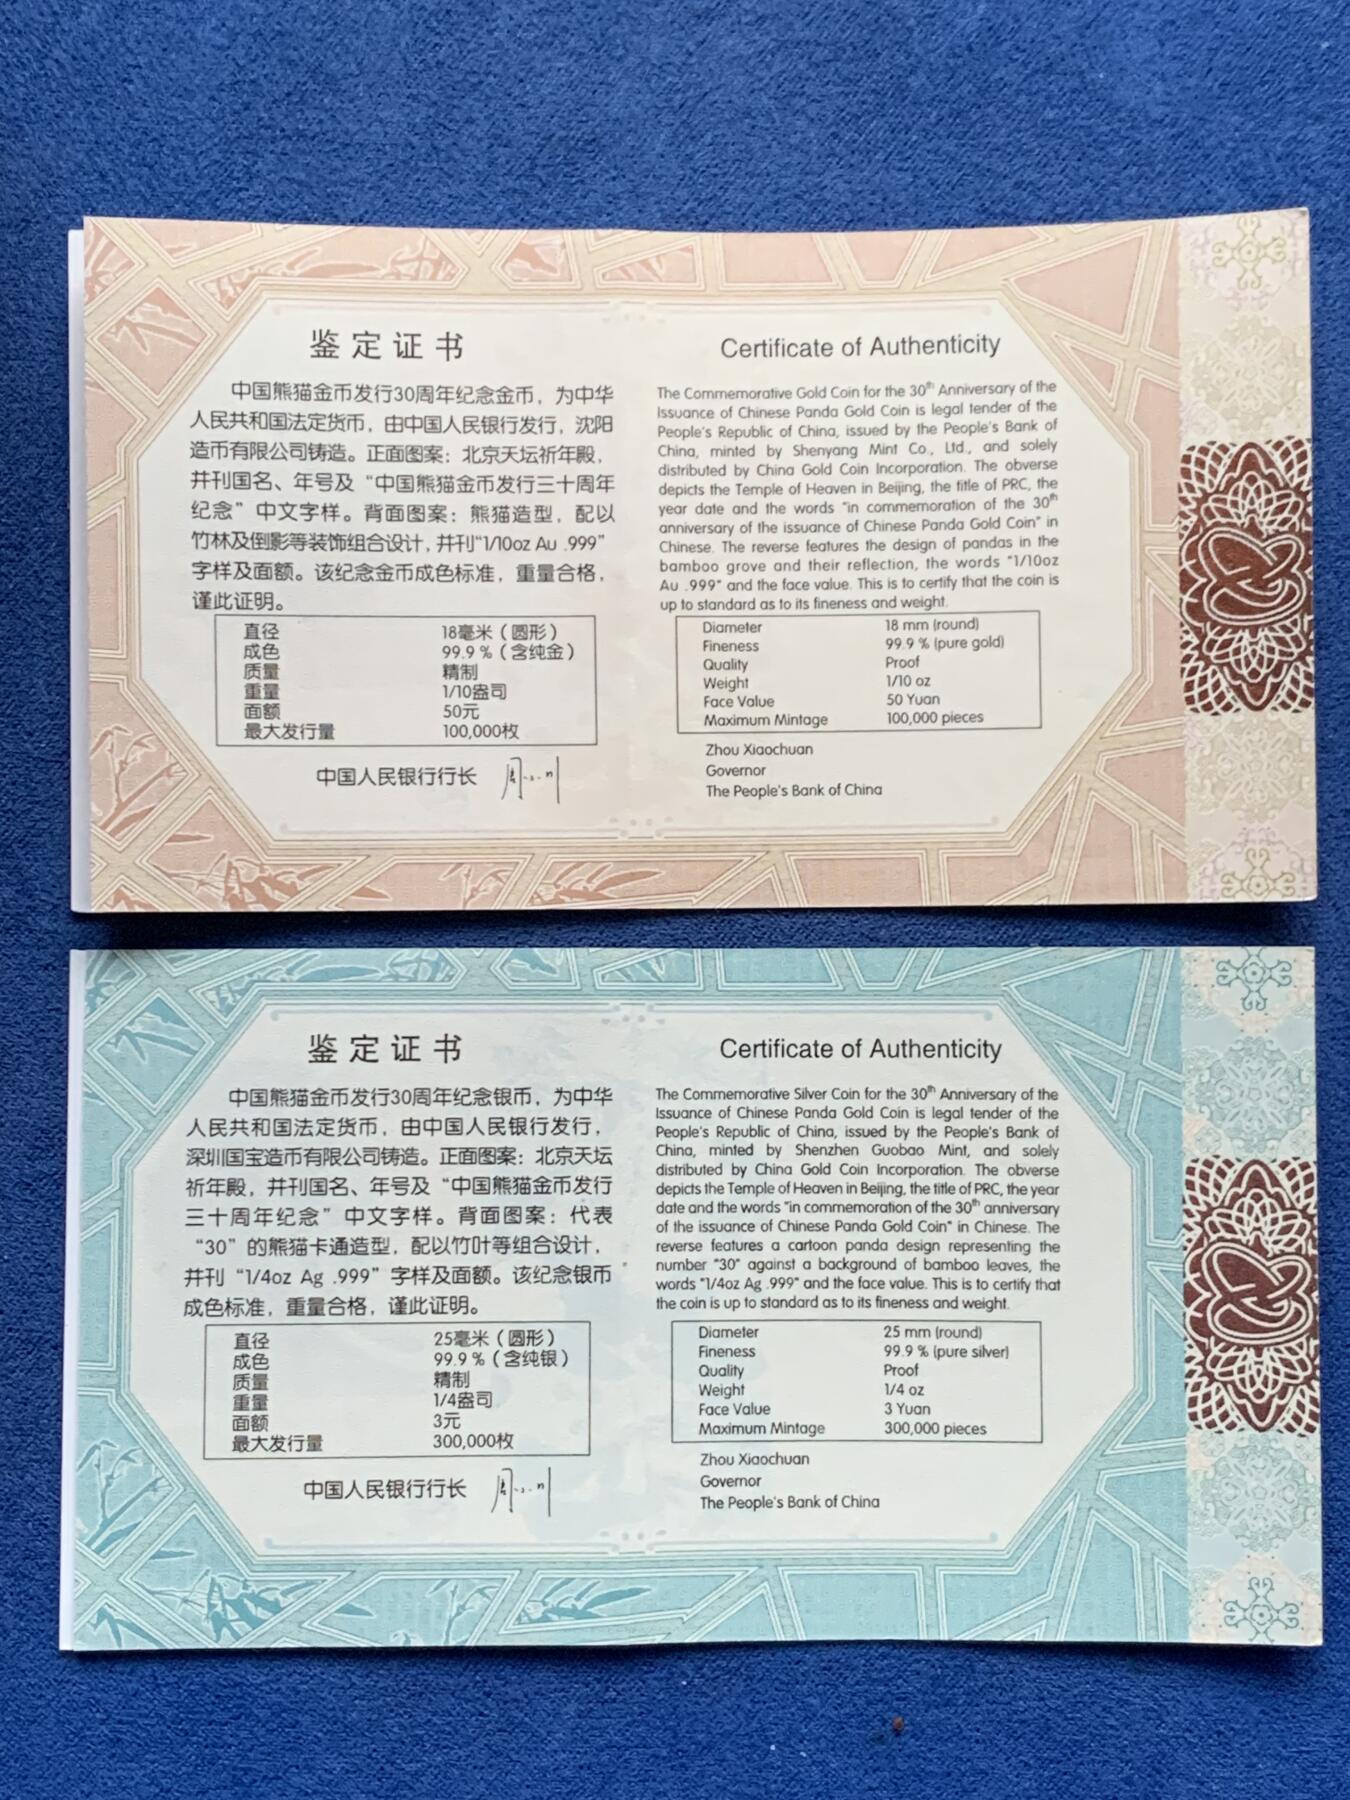 鉴定证书
中国熊猫金币发行30周年纪念金币，为中华
人民共和国法定货币，由中国人民银行发行，沈阳
造币有限公司铸造。正面图案：北京天坛祈年殿，
并刊国名、年号及“中国熊猫金币发行三十周年
纪念”中文字样。背面图案：熊猫造型，配以
竹林及倒影等装饰组合设计，并刊“1/10oz Au .999”
字样及面额。该纪念金币成色标准，重量合格，
谨此证明。
直径 18毫米（圆形）
成色 99.9％（含纯金）
质量 精制
重量 1/10盎司
面额 50元
最大发行量 100,000枚
中国人民银行行长
Certificate of Authenticity
The Commemorative Gold Coin for the 30th Anniversary of the
Issuance of Chinese Panda Gold Coin is legal tender of the
People's Republic of China, issued by the People's Bank of
China, minted by Shenyang Mint Co., Ltd., and solely
distributed by China Gold Coin Incorporation. The obverse
depicts the Temple of Heaven in Beijing, the title of PRC, the
year date and the words "in commemoration of the 30th
anniversary of the issuance of Chinese Panda Gold Coin" in
Chinese. The reverse features the design of pandas in the
bamboo grove and their reflection, the words "1/10oz
Au .999" and the face value. This is to certify that the coin is
up to standard as to its fineness and weight.
Diameter 18 mm (round)
Fineness 99.9 % (pure gold)
Quality Proof
Weight 1/10 oz
Face Value 50 Yuan
Maximum Mintage 100,000 pieces
Zhou Xiaochuan
Governor
The People's Bank of China
鉴定证书
中国熊猫金币发行30周年纪念银币，为中华
人民共和国法定货币，由中国人民银行发行，
深圳国宝造币有限公司铸造。正面图案：北京天坛
祈年殿，并刊国名、年号及“中国熊猫金币发行
三十周年纪念”中文字样。背面图案：代表
“30”的熊猫卡通造型，配以竹叶等组合设计，
并刊“1/4oz Ag .999”字样及面额。该纪念银币
成色标准，重量合格，谨此证明。
直径 25毫米（圆形）
成色 99.9％（含纯银）
质量 精制
重量 1/4盎司
面额 3元
最大发行量 300,000枚
中国人民银行行长
Certificate of Authenticity
The Commemorative Silver Coin for the 30th Anniversary of the
Issuance of Chinese Panda Gold Coin is legal tender of the
People's Republic of China, issued by the People's Bank of
China, minted by Shenzhen Guobao Mint, and solely
distributed by China Gold Coin Incorporation. The obverse
depicts the Temple of Heaven in Beijing, the title of PRC, the year
date and the words "in commemoration of the 30th anniversary
of the issuance of Chinese Panda Gold Coin" in Chinese. The
reverse features a cartoon panda design representing the
number "30" against a background of bamboo leaves, the
words "1/4oz Ag .999" and the face value. This is to certify that
the coin is up to standard as to its fineness and weight.
Diameter 25 mm (round)
Fineness 99.9 % (pure silver)
Quality Proof
Weight 1/4 oz
Face Value 3 Yuan
Maximum Mintage 300,000 pieces
Zhou Xiaochuan
Governor
The People's Bank of China